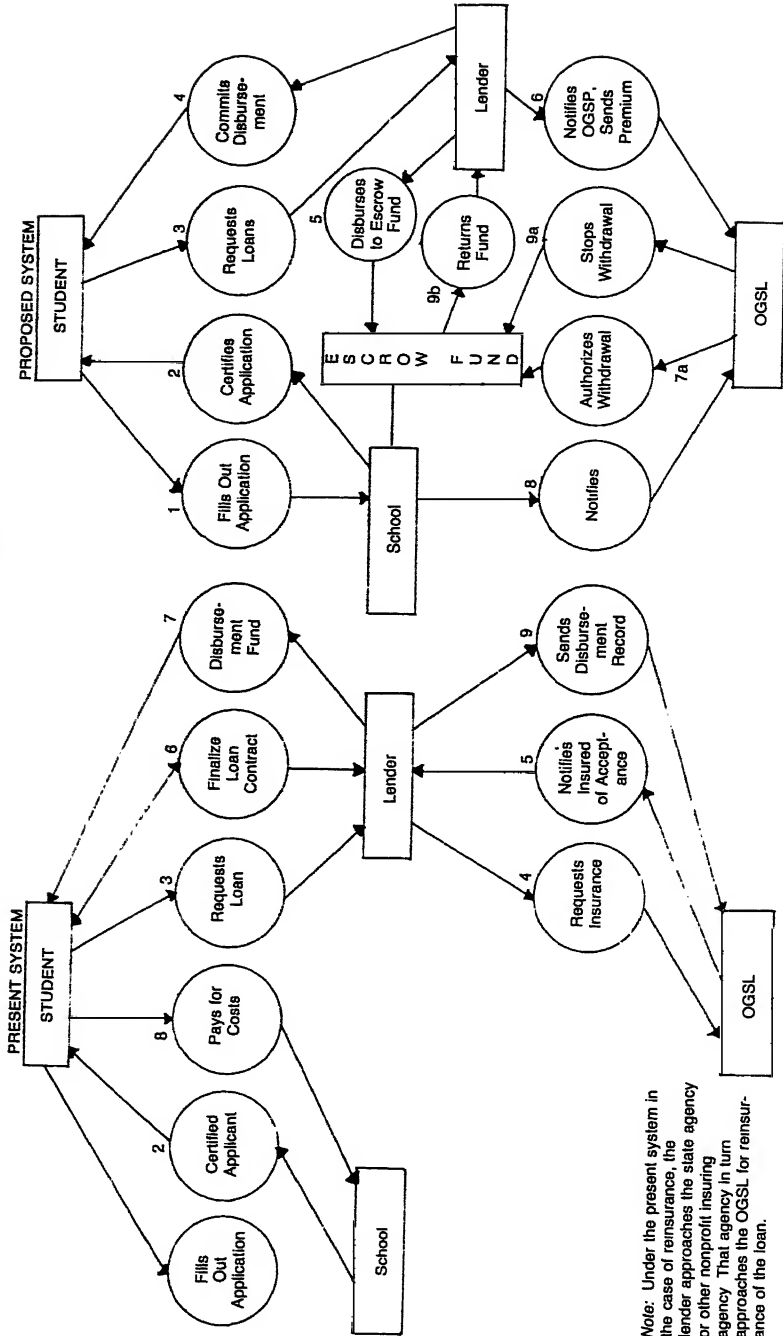 PRESENT SYSTEM
STUDENT
Fills
Out
Application
2
Certified
Applicant
8
Pays for
Costs
3
Requests
Loan
6
Finalize
Loan
Contract
7
Disburse-
ment
Fund
School
Lender
4
Requests
Insurance
5
Notifies
Insured
of Accept-
ance
9
Sends
Disburse-
ment
Record
OGSL
Note: Under the present system in
the case of reinsurance, the
lender approaches the state agency
or other nonprofit insuring
agency That agency in turn
approaches the OGSL for reinsur-
ance of the loan.
PROPOSED SYSTEM
STUDENT
1
Fills Out
Application
2
Certifies
Application
3
Requests
Loans
4
Commits
Disburse-
ment
School
ESCROW FUND
5
Disburses
to Escrow
Fund
9b
Returns
Fund
Lender
8
Notifies
7a
Authorizes
Withdrawal
9a
Stops
Withdrawal
6
Notifies
OGSP,
Sends
Premium
OGSL